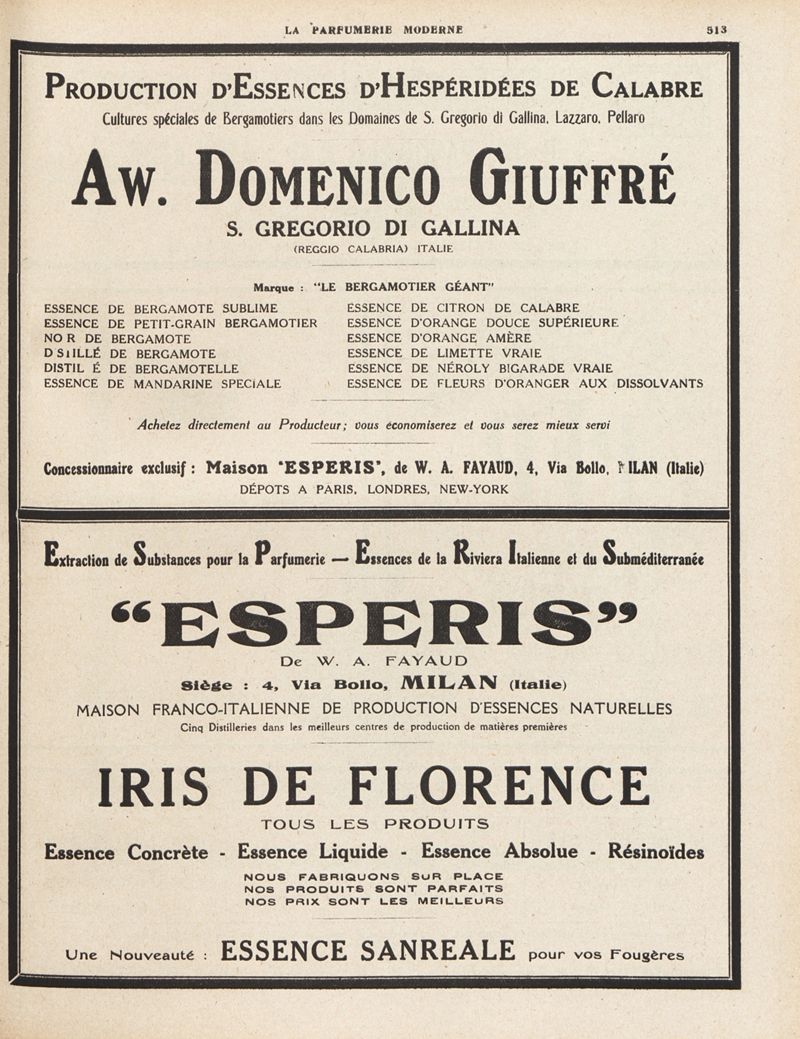 LA PARFUMERIE MODERNE
513
PRODUCTION D'ESSENCES D'HESPÉRIDÉES DE CALABRE
Cultures spéciales de Bergamotiers dans les Domaines de S. Gregorio di Gallina, Lazzaro, Pellaro
AW. DOMENICO GIUFFRÉ
S. GREGORIO DI GALLINA
(REGGIO CALABRIA) ITALIE
Marque : "LE BERGAMOTIER GÉANT"
ESSENCE DE BERGAMOTE SUBLIME
ESSENCE DE PETIT-GRAIN BERGAMOTIER
NO R DE BERGAMOTE
D STILLÉ DE BERGAMOTE
DISTIL É DE BERGAMOTELLE
ESSENCE DE MANDARINE SPECIALE
ESSENCE DE CITRON DE CALABRE
ESSENCE D'ORANGE DOUCE SUPÉRIEURE
ESSENCE D'ORANGE AMÈRE
ESSENCE DE LIMETTE VRAIE
ESSENCE DE NÉROLY BIGARADE VRAIE
ESSENCE DE FLEURS D'ORANGER AUX DISSOLVANTS
Achetez directement au Producteur ; vous économiserez et vous serez mieux servi
Concessionnaire exclusif : Maison "ESPERIS", de W. A. FAYAUD, 4, Via Bollo, MILAN (Italie)
DÉPOTS A PARIS, LONDRES, NEW-YORK
Extraction de Substances pour la Parfumerie — Essences de la Riviera Italienne et du Subméditerranée
"ESPERIS"
De W. A. FAYAUD
Siège : 4, Via Bollo, MILAN (Italie)
MAISON FRANCO-ITALIENNE DE PRODUCTION D'ESSENCES NATURELLES
Cinq Distilleries dans les meilleurs centres de production de matières premières
IRIS DE FLORENCE
TOUS LES PRODUITS
Essence Concrète - Essence Liquide - Essence Absolue - Résinoïdes
NOUS FABRIQUONS SUR PLACE
NOS PRODUITS SONT PARFAITS
NOS PRIX SONT LES MEILLEURS
Une Nouveauté : ESSENCE SANREALE pour vos Fougères